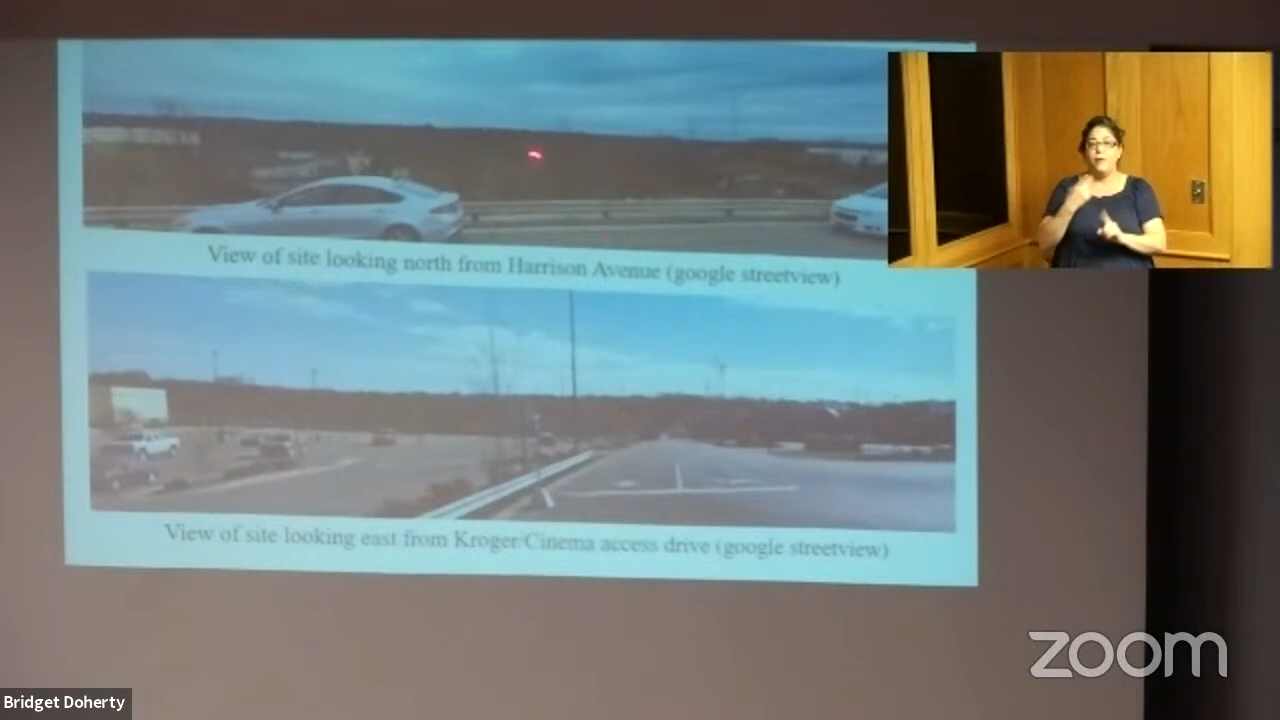 View of site looking north from Harrison Avenue (google streetview)
View of site looking east from Kroger/Cinema access drive (google streetview)
zoom
Bridget Doherty